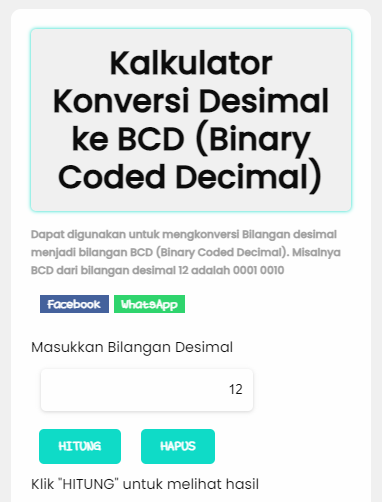 Kalkulator
Konversi Desimal
ke BCD (Binary
Coded Decimal)
Dapat digunakan untuk mengkonversi Bilangan desimal
menjadi bilangan BCD (Binary Coded Decimal). Misalnya
BCD dari bilangan desimal 12 adalah 0001 0010
Facebook WhatsApp
Masukkan Bilangan Desimal
12
HITUNG HAPUS
Klik "HITUNG" untuk melihat hasil